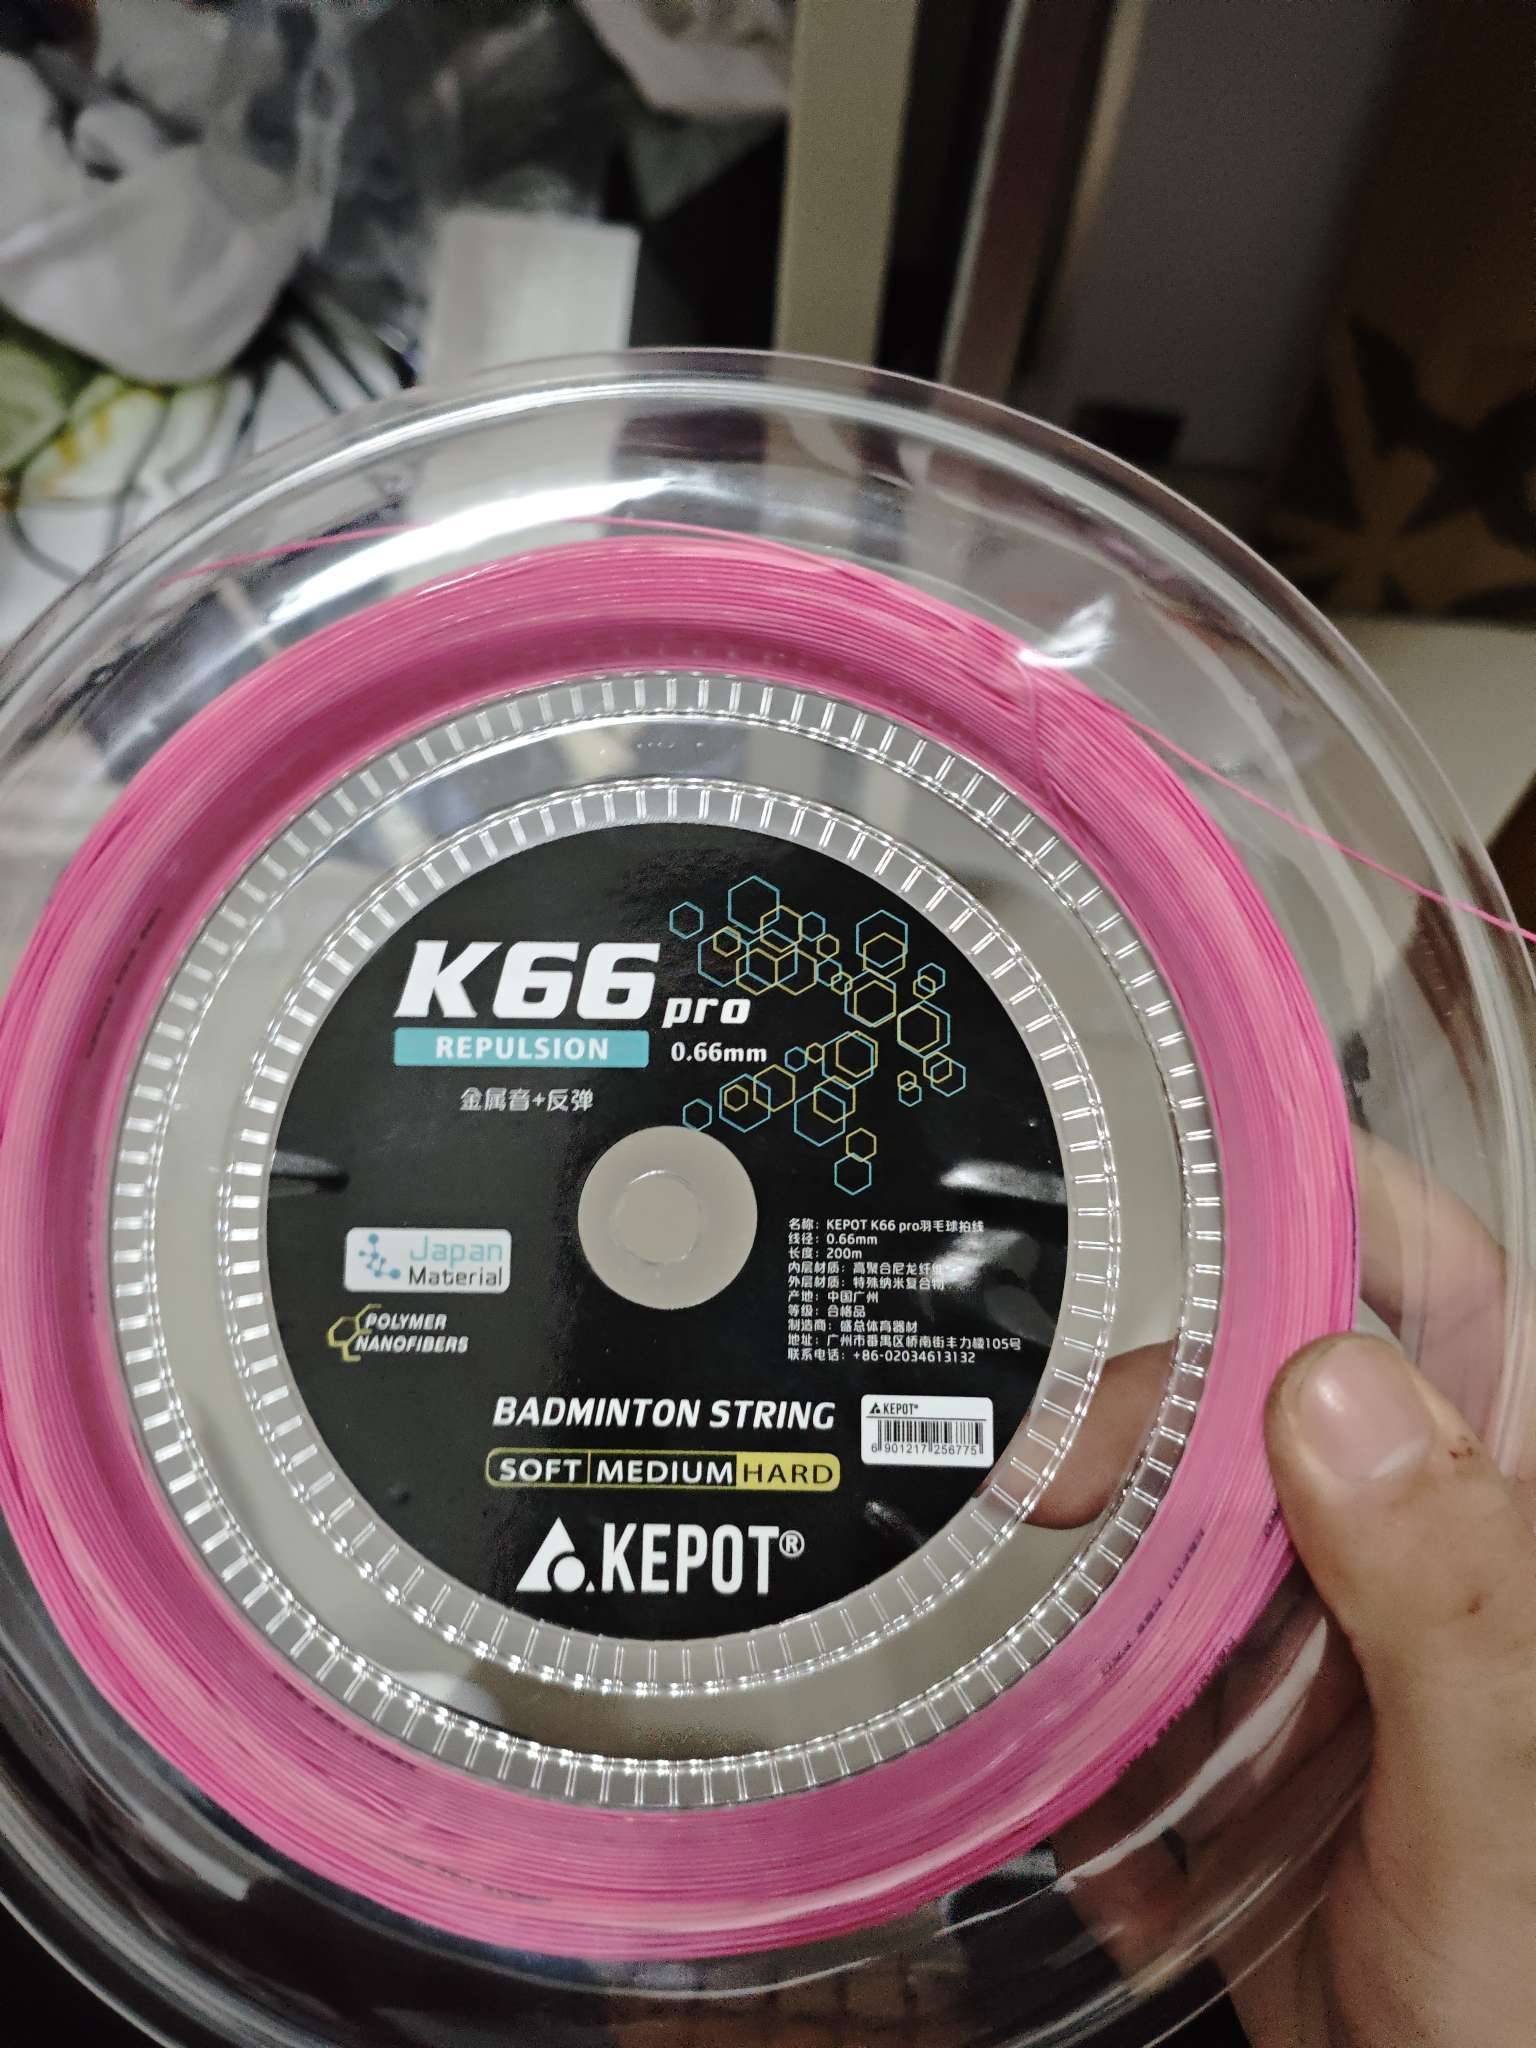 K66 pro
REPULSION 0.66mm
金属音+反弹
Japan
Material
POLYMER
NANOFIBERS
名称：KEPOT K66 pro羽毛球拍线
线径：0.66mm
长度：200m
内层材质：高聚合尼龙纤维
外层材质：特殊纳米复合物
产地：中国广州
等级：合格品
制造商：盛总体育器材
地址：广州市番禺区桥南街丰力楼105号
联系电话：+86-02034613132
BADMINTON STRING
KEPOT®
6 901217 256775
SOFT MEDIUM HARD
KEPOT®